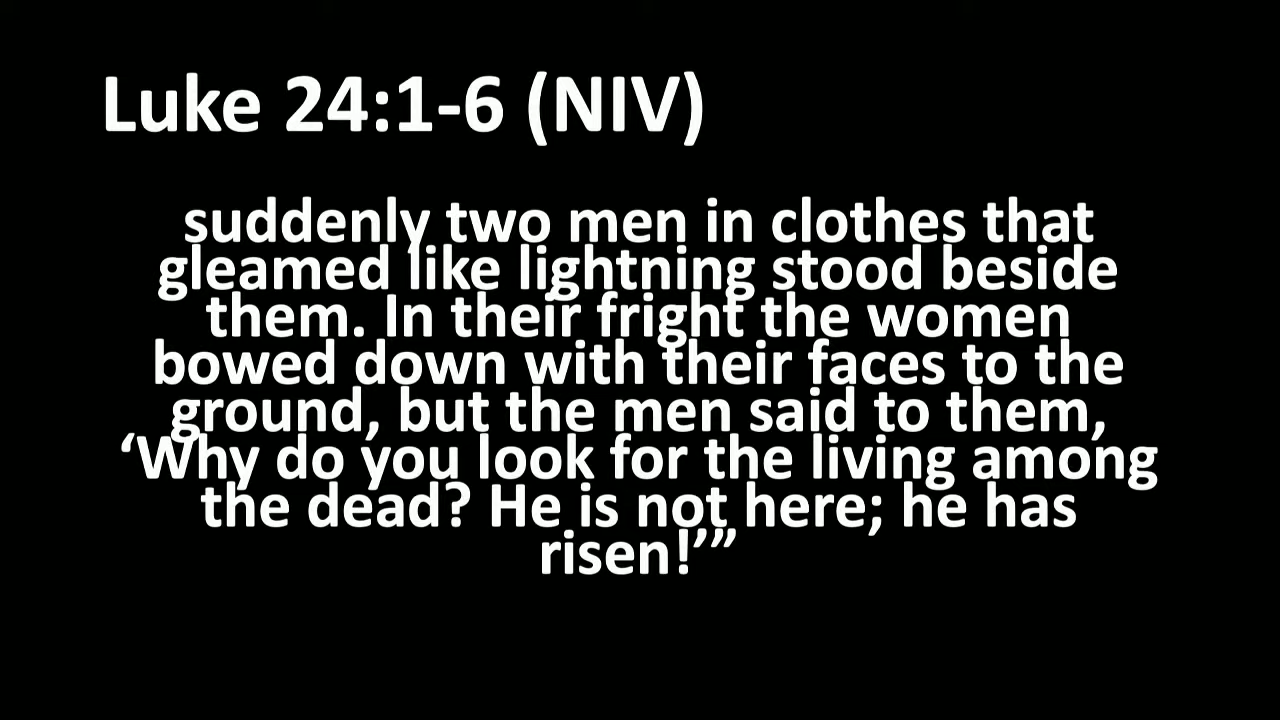 Luke 24:1-6 (NIV)
suddenly two men in clothes that
gleamed like lightning stood beside
them. In their fright the women
bowed down with their faces to the
ground, but the men said to them,
‘Why do you look for the living among
the dead? He is not here; he has
risen!’”